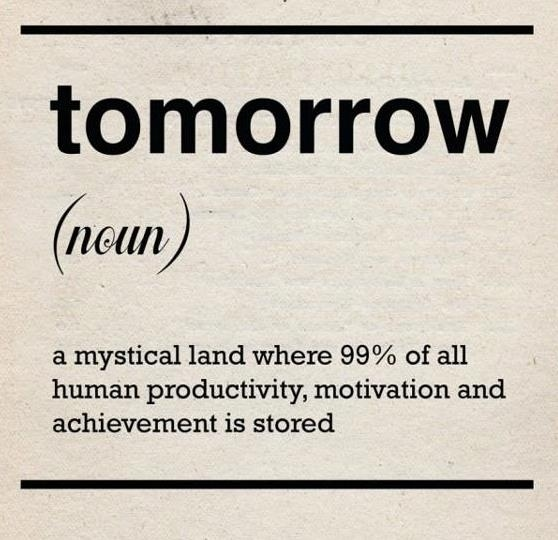 tomorrow
(noun)
a mystical land where 99% of all
human productivity, motivation and
achievement is stored